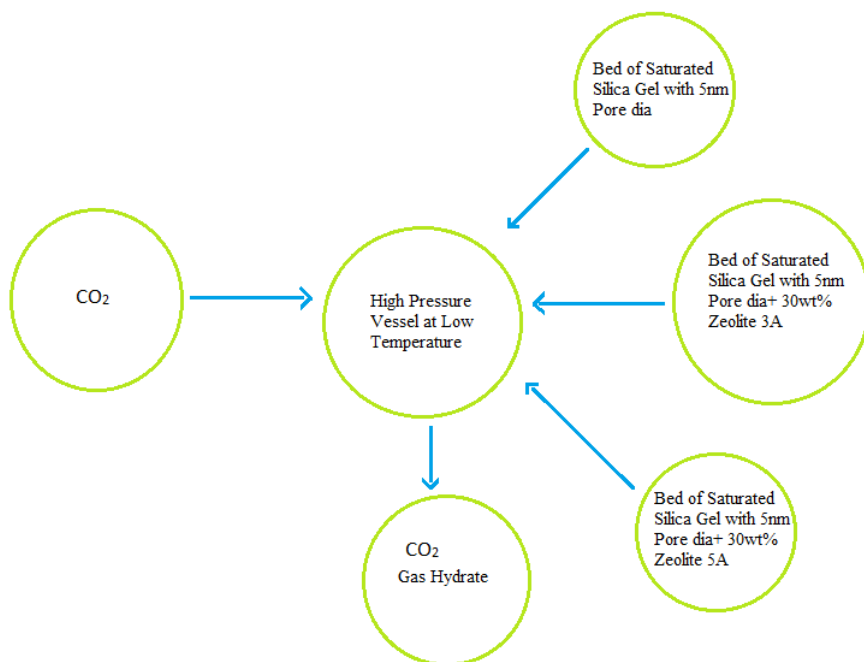 Bed of Saturated
Silica Gel with 5nm
Pore dia
CO₂
High Pressure
Vessel at Low
Temperature
Bed of Saturated
Silica Gel with 5nm
Pore dia+ 30wt%
Zeolite 3A
Bed of Saturated
Silica Gel with 5nm
Pore dia+ 30wt%
Zeolite 5A
CO₂
Gas Hydrate